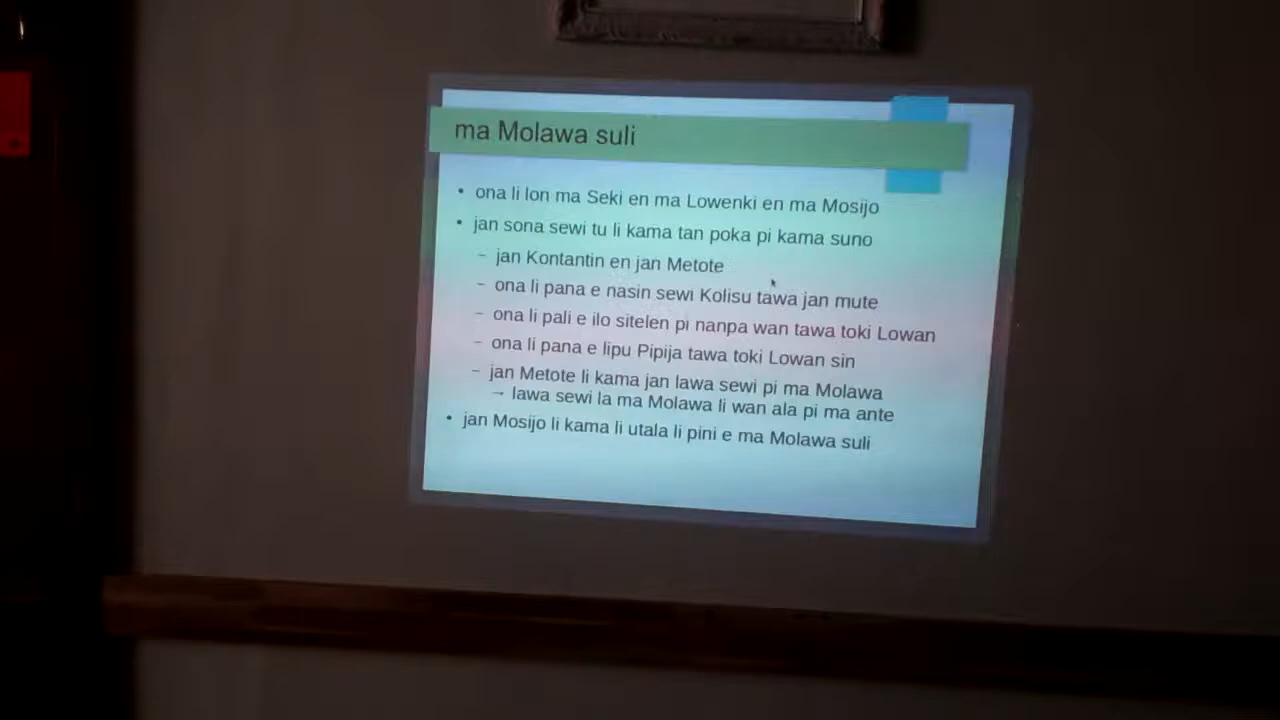 ma Molawa suli
• ona li lon ma Seki en ma Lowenki en ma Mosijo
• jan sona sewi tu li kama tan poka pi kama suno
– jan Kontantin en jan Metote
– ona li pana e nasin sewi Kolisu tawa jan mute
– ona li pali e ilo sitelen pi nanpa wan tawa toki Lowan
– ona li pana e lipu Pipija tawa toki Lowan sin
– jan Metote li kama jan lawa sewi pi ma Molawa
→ lawa sewi la ma Molawa li wan ala pi ma ante
• jan Mosijo li kama li utala li pini e ma Molawa suli